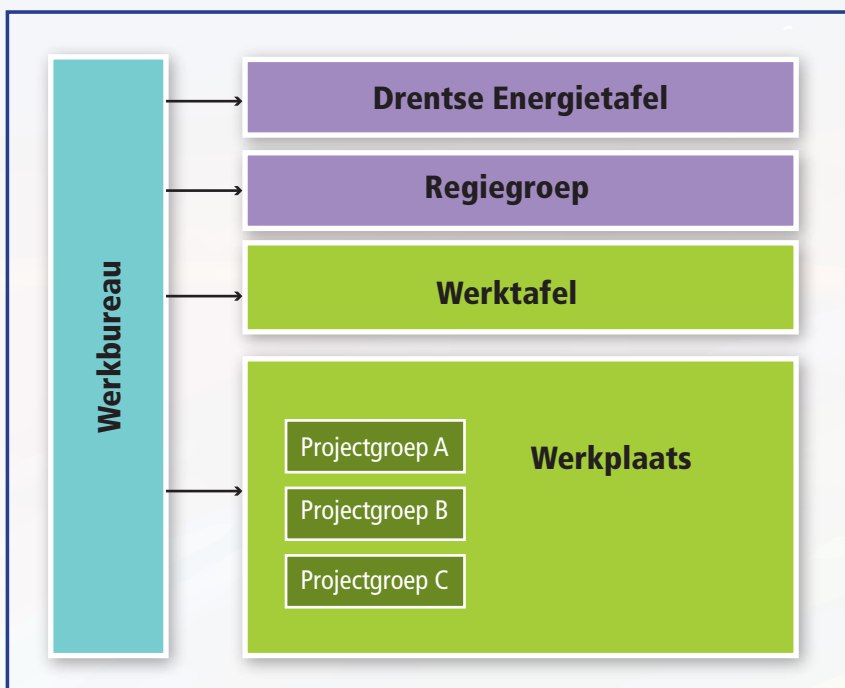 Werkbureau
Drentse Energietafel
Regiegroep
Werktafel
Werkplaats
Projectgroep A
Projectgroep B
Projectgroep C